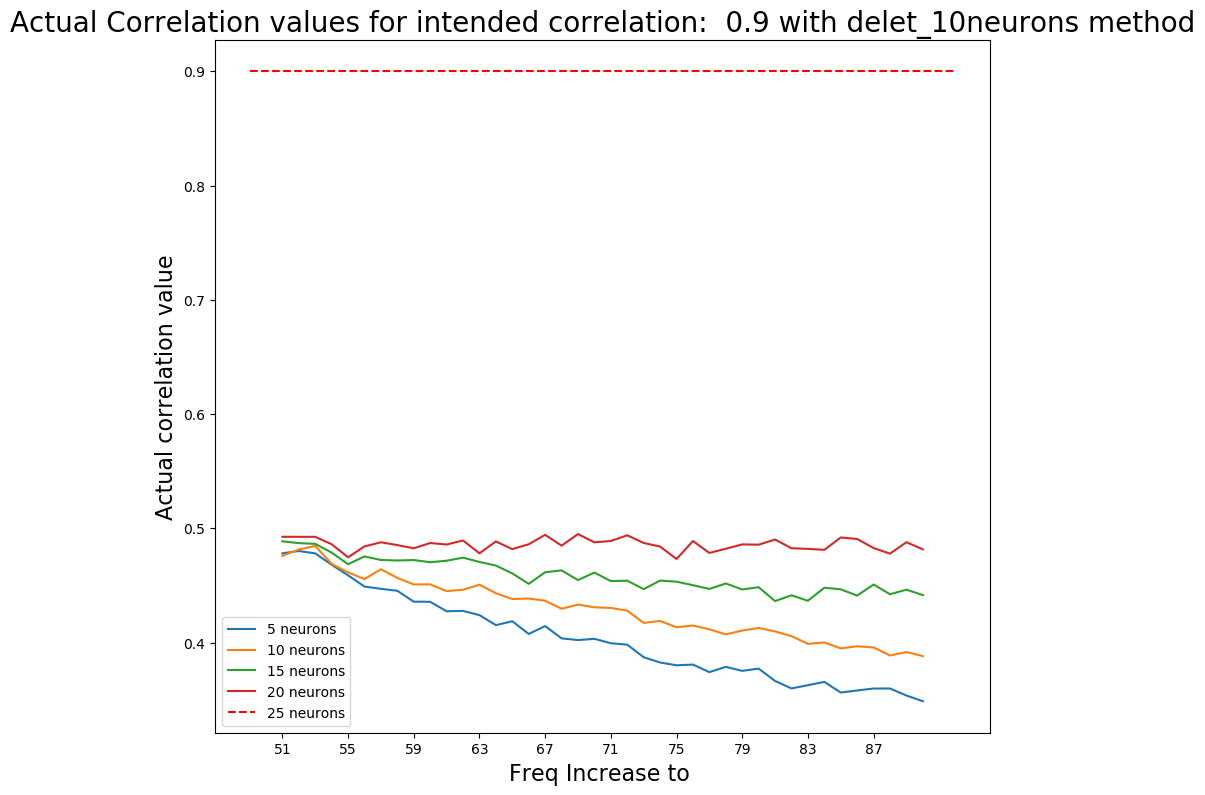 Actual Correlation values for intended correlation:  0.9 with delet_10neurons method
Actual correlation value
0.9
0.8
0.7
0.6
0.5
0.4
5 neurons
10 neurons
15 neurons
20 neurons
25 neurons
51 55 59 63 67 71 75 79 83 87
Freq Increase to